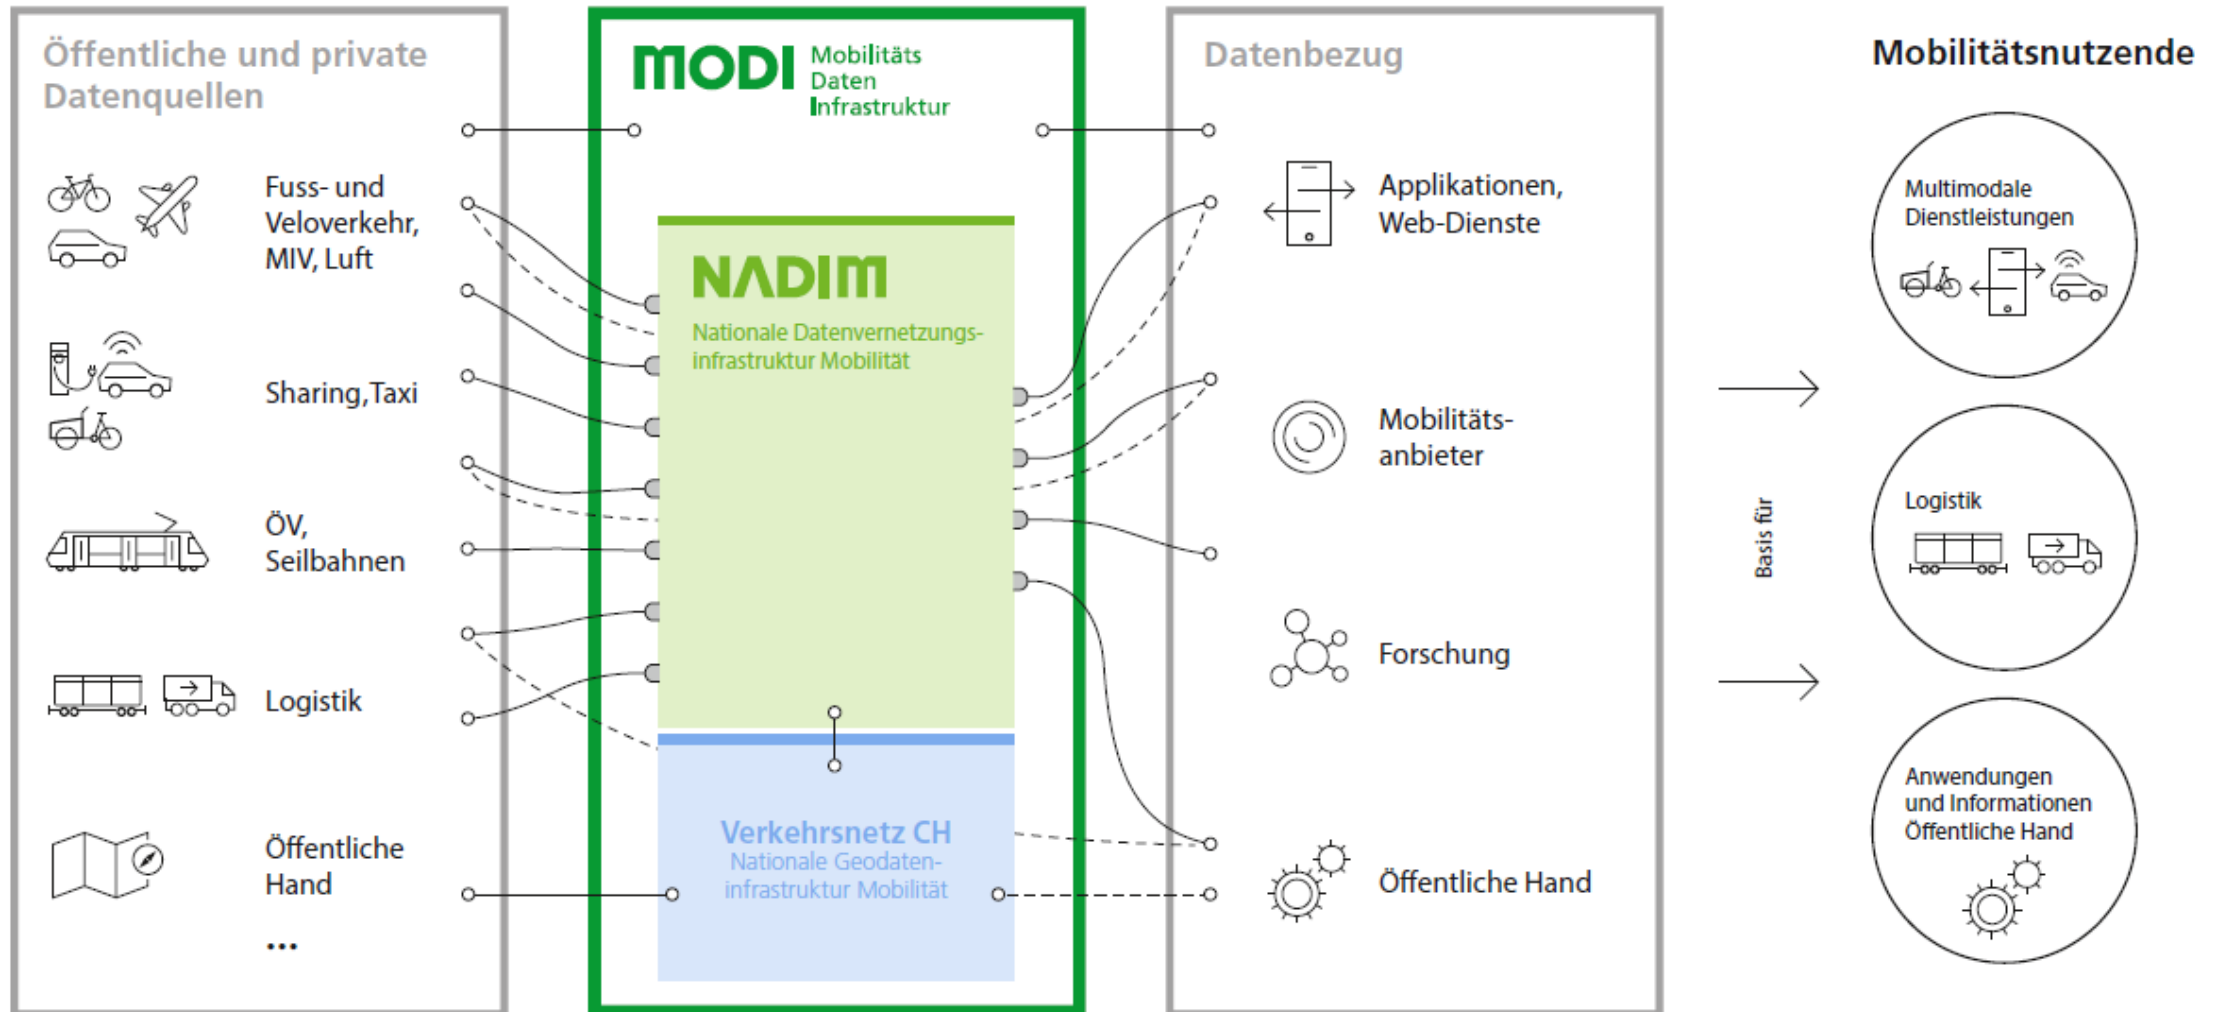 Öffentliche und private
Datenquellen
Fuss- und
Veloverkehr,
MIV, Luft
Sharing,Taxi
ÖV,
Seilbahnen
Logistik
Öffentliche
Hand
...
MODI
Mobilitäts
Daten
Infrastruktur
NADIM
Nationale Datenvernetzungs-
infrastruktur Mobilität
Verkehrsnetz CH
Nationale Geodaten-
infrastruktur Mobilität
Datenbezug
Applikationen,
Web-Dienste
Mobilitäts-
anbieter
Forschung
Öffentliche Hand
Basis für
Mobilitätsnutzende
Multimodale
Dienstleistungen
Logistik
Anwendungen
und Informationen
Öffentliche Hand